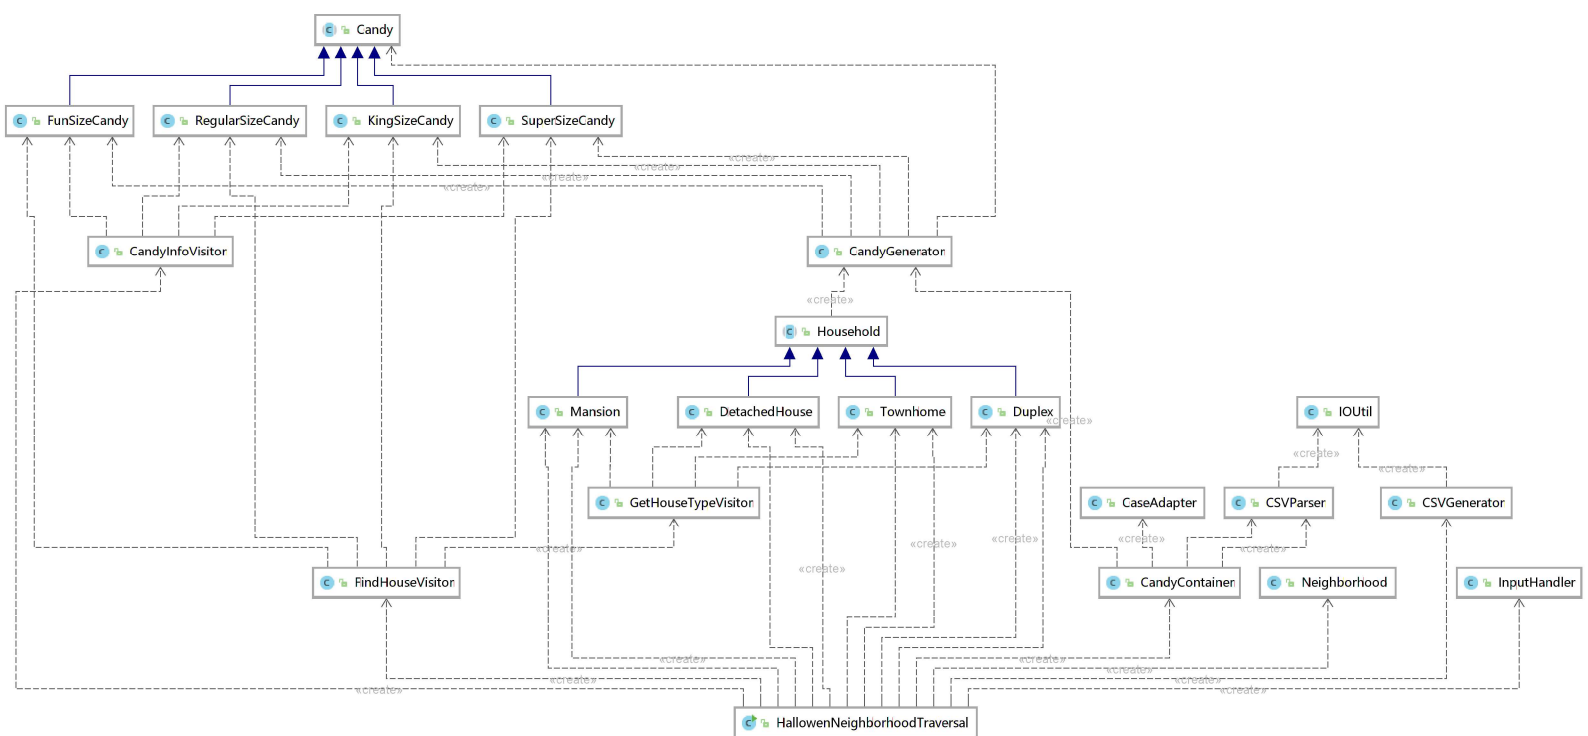 Candy
FunSizeCandy
RegularSizeCandy
KingSizeCandy
SuperSizeCandy
«create»
«create»
«create»
«create»
CandyInfoVisitor
CandyGenerator
«create»
Household
Mansion
DetachedHouse
Townhome
Duplex
«create»
IOUtil
«create»
«create»
GetHouseTypeVisitor
CaseAdapter
CSVParser
CSVGenerator
«create»
«create»
«create»
«create»
«create»
«create»
FindHouseVisitor
CandyContainer
Neighborhood
InputHandler
«create»
«create»
«create»
«create»
«create»
«create»
«create»
HallowenNeighborhoodTraversal